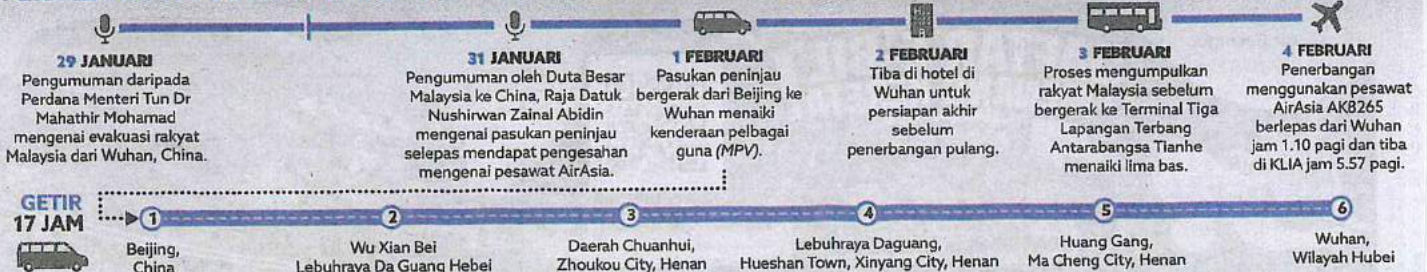 29 JANUARI
Pengumuman daripada
Perdana Menteri Tun Dr
Mahathir Mohamad
mengenai evakuasi rakyat
Malaysia dari Wuhan, China.
31 JANUARI
Pengumuman oleh Duta Besar
Malaysia ke China, Raja Datuk
Nushirwan Zainal Abidin
mengenai pasukan peninjau
selepas mendapat pengesahan
mengenai pesawat AirAsia.
1 FEBRUARI
Pasukan peninjau
bergerak dari Beijing ke
Wuhan menaiki
kenderaan pelbagai
guna (MPV).
2 FEBRUARI
Tiba di hotel di
Wuhan untuk
persiapan akhir
sebelum
penerbangan pulang.
3 FEBRUARI
Proses mengumpulkan
rakyat Malaysia sebelum
bergerak ke Terminal Tiga
Lapangan Terbang
Antarabangsa Tianhe
menaiki lima bas.
4 FEBRUARI
Penerbangan
menggunakan pesawat
AirAsia AK8265
berlepas dari Wuhan
jam 1.10 pagi dan tiba
di KLIA jam 5.57 pagi.
GETIR
17 JAM
1
Beijing,
China
2
Wu Xian Bei
Lebuhraya Da Guang Hebei
3
Daerah Chuanhui,
Zhoukou City, Henan
4
Lebuhraya Daguang,
Hueshan Town, Xinyang City, Henan
5
Huang Gang,
Ma Cheng City, Henan
6
Wuhan,
Wilayah Hubei